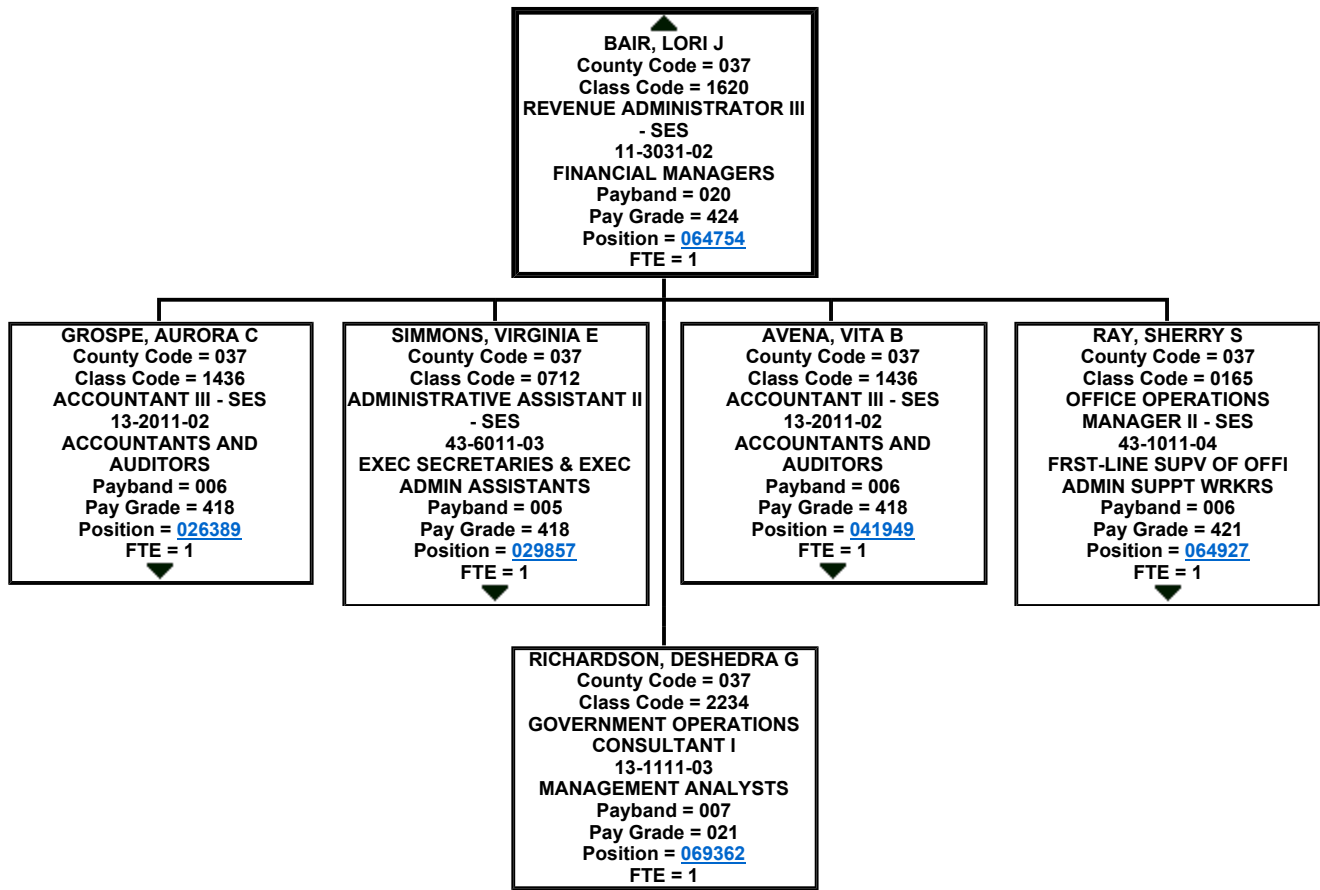 BAIR, LORI J
County Code = 037
Class Code = 1620
REVENUE ADMINISTRATOR III
- SES
11-3031-02
FINANCIAL MANAGERS
Payband = 020
Pay Grade = 424
Position = 064754
FTE = 1
GROSPE, AURORA C
County Code = 037
Class Code = 1436
ACCOUNTANT III - SES
13-2011-02
ACCOUNTANTS AND
AUDITORS
Payband = 006
Pay Grade = 418
Position = 026389
FTE = 1
SIMMONS, VIRGINIA E
County Code = 037
Class Code = 0712
ADMINISTRATIVE ASSISTANT II
- SES
43-6011-03
EXEC SECRETARIES & EXEC
ADMIN ASSISTANTS
Payband = 005
Pay Grade = 418
Position = 029857
FTE = 1
AVENA, VITA B
County Code = 037
Class Code = 1436
ACCOUNTANT III - SES
13-2011-02
ACCOUNTANTS AND
AUDITORS
Payband = 006
Pay Grade = 418
Position = 041949
FTE = 1
RAY, SHERRY S
County Code = 037
Class Code = 0165
OFFICE OPERATIONS
MANAGER II - SES
43-1011-04
FRST-LINE SUPV OF OFFI
ADMIN SUPPT WRKRS
Payband = 006
Pay Grade = 421
Position = 064927
FTE = 1
RICHARDSON, DESHEDRA G
County Code = 037
Class Code = 2234
GOVERNMENT OPERATIONS
CONSULTANT I
13-1111-03
MANAGEMENT ANALYSTS
Payband = 007
Pay Grade = 021
Position = 069362
FTE = 1